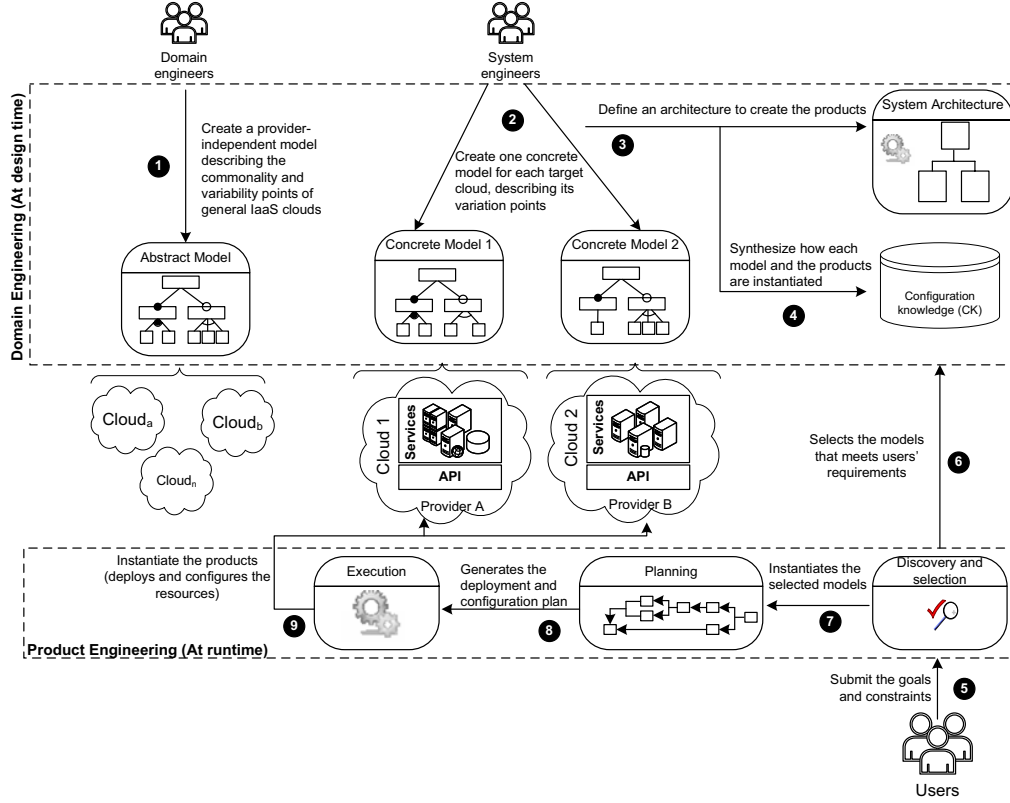 Domain
engineers
System
engineers
Domain Engineering (At design time)
1
Create a provider-
independent model
describing the
commonality and
variability points of
general IaaS clouds
2
Create one concrete
model for each target
cloud, describing its
variation points
Define an architecture to create the products
3
System Architecture
Synthesize how each
model and the products
are instantiated
4
Configuration
knowledge (CK)
Abstract Model
Concrete Model 1
Concrete Model 2
Cloudₐ
Cloud_b
Cloudₙ
Cloud 1
Services
API
Provider A
Cloud 2
Services
API
Provider B
Selects the models
that meets users'
requirements
6
Product Engineering (At runtime)
Instantiate the products
(deploys and configures the
resources)
9
Execution
Generates the
deployment and
configuration plan
8
Planning
Instantiates the
selected models
7
Discovery and
selection
Submit the goals
and constraints
5
Users